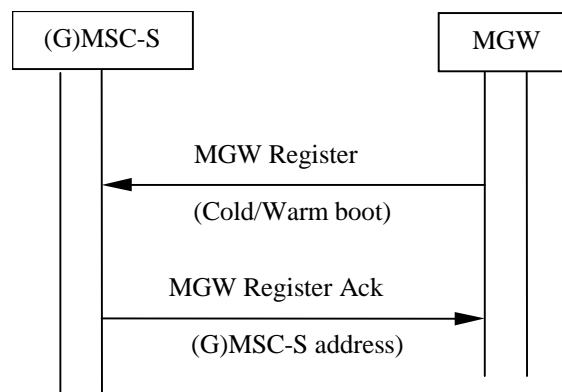 (G)MSC-S
MGW
MGW Register
(Cold/Warm boot)
MGW Register Ack
(G)MSC-S address)